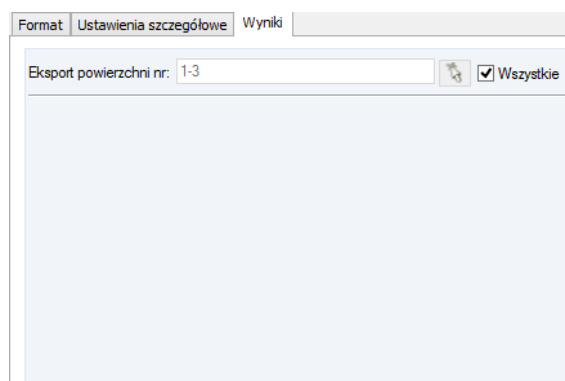 Format Ustawienia szczegółowe Wyniki
Eksport powierzchni nr: 1-3 Wszystkie